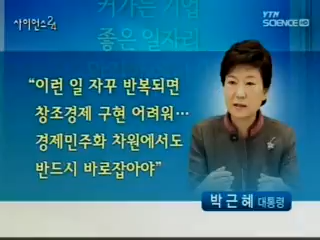 사이언스 24
YTN
SCIENCE HD
커가는 기업
좋은 일자리
“이런 일 자꾸 반복되면
창조경제 구현 어려워…
경제민주화 차원에서도
반드시 바로잡아야”
박 근 혜 대통령